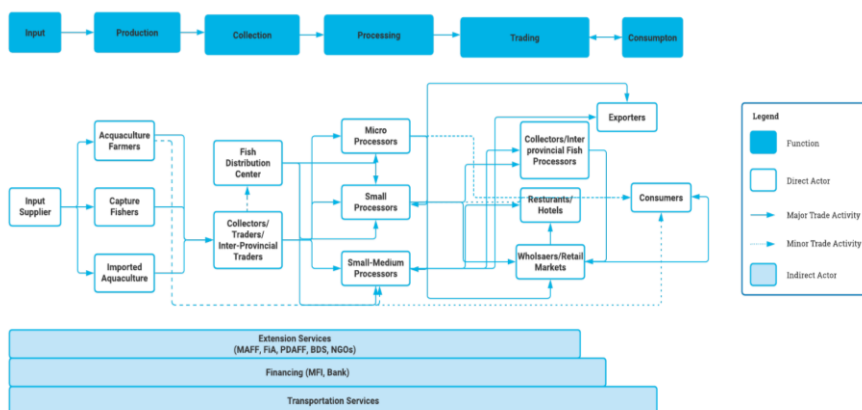 Input
Production
Collection
Processing
Trading
Consumpton
Acquaculture
Farmers
Capture
Fishers
Imported
Aquaculture
Input
Supplier
Fish
Distribution
Center
Collectors/
Traders/
Inter-Provincial
Traders
Micro
Processors
Small
Processors
Small-Medium
Processors
Collectors/Inter
provincial Fish
Processors
Resturants/
Hotels
Wholsaers/Retail
Markets
Exporters
Consumers
Legend
Function
Direct Actor
Major Trade Activity
Minor Trade Activity
Indirect Actor
Extension Services
(MAFF, FiA, PDAFF, BDS, NGOs)
Financing (MFI, Bank)
Transportation Services